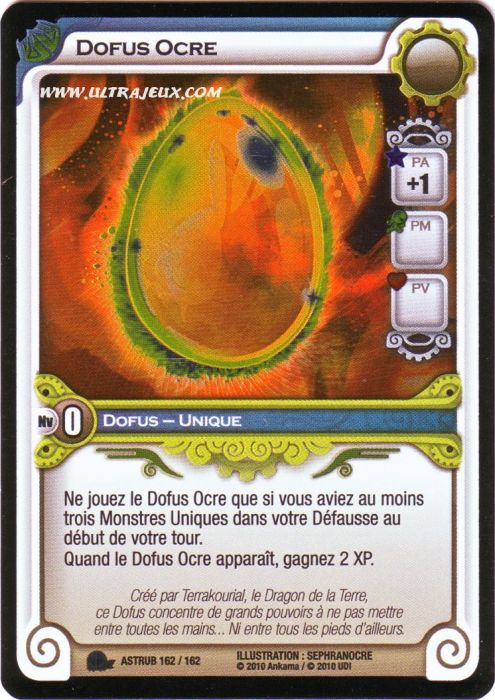 Dofus Ocre
www.ultrajeux.com
PA
+1
PM
PV
Nv 0 Dofus – Unique
Ne jouez le Dofus Ocre que si vous aviez au moins
trois Monstres Uniques dans votre Défausse au
début de votre tour.
Quand le Dofus Ocre apparaît, gagnez 2 XP.
Créé par Terrakourial, le Dragon de la Terre,
ce Dofus concentre de grands pouvoirs à ne pas mettre
entre toutes les mains... Ni entre tous les pieds d'ailleurs.
ASTRUB 162 / 162
ILLUSTRATION : SEPHRANOCRE
© 2010 Ankama / © 2010 UDI